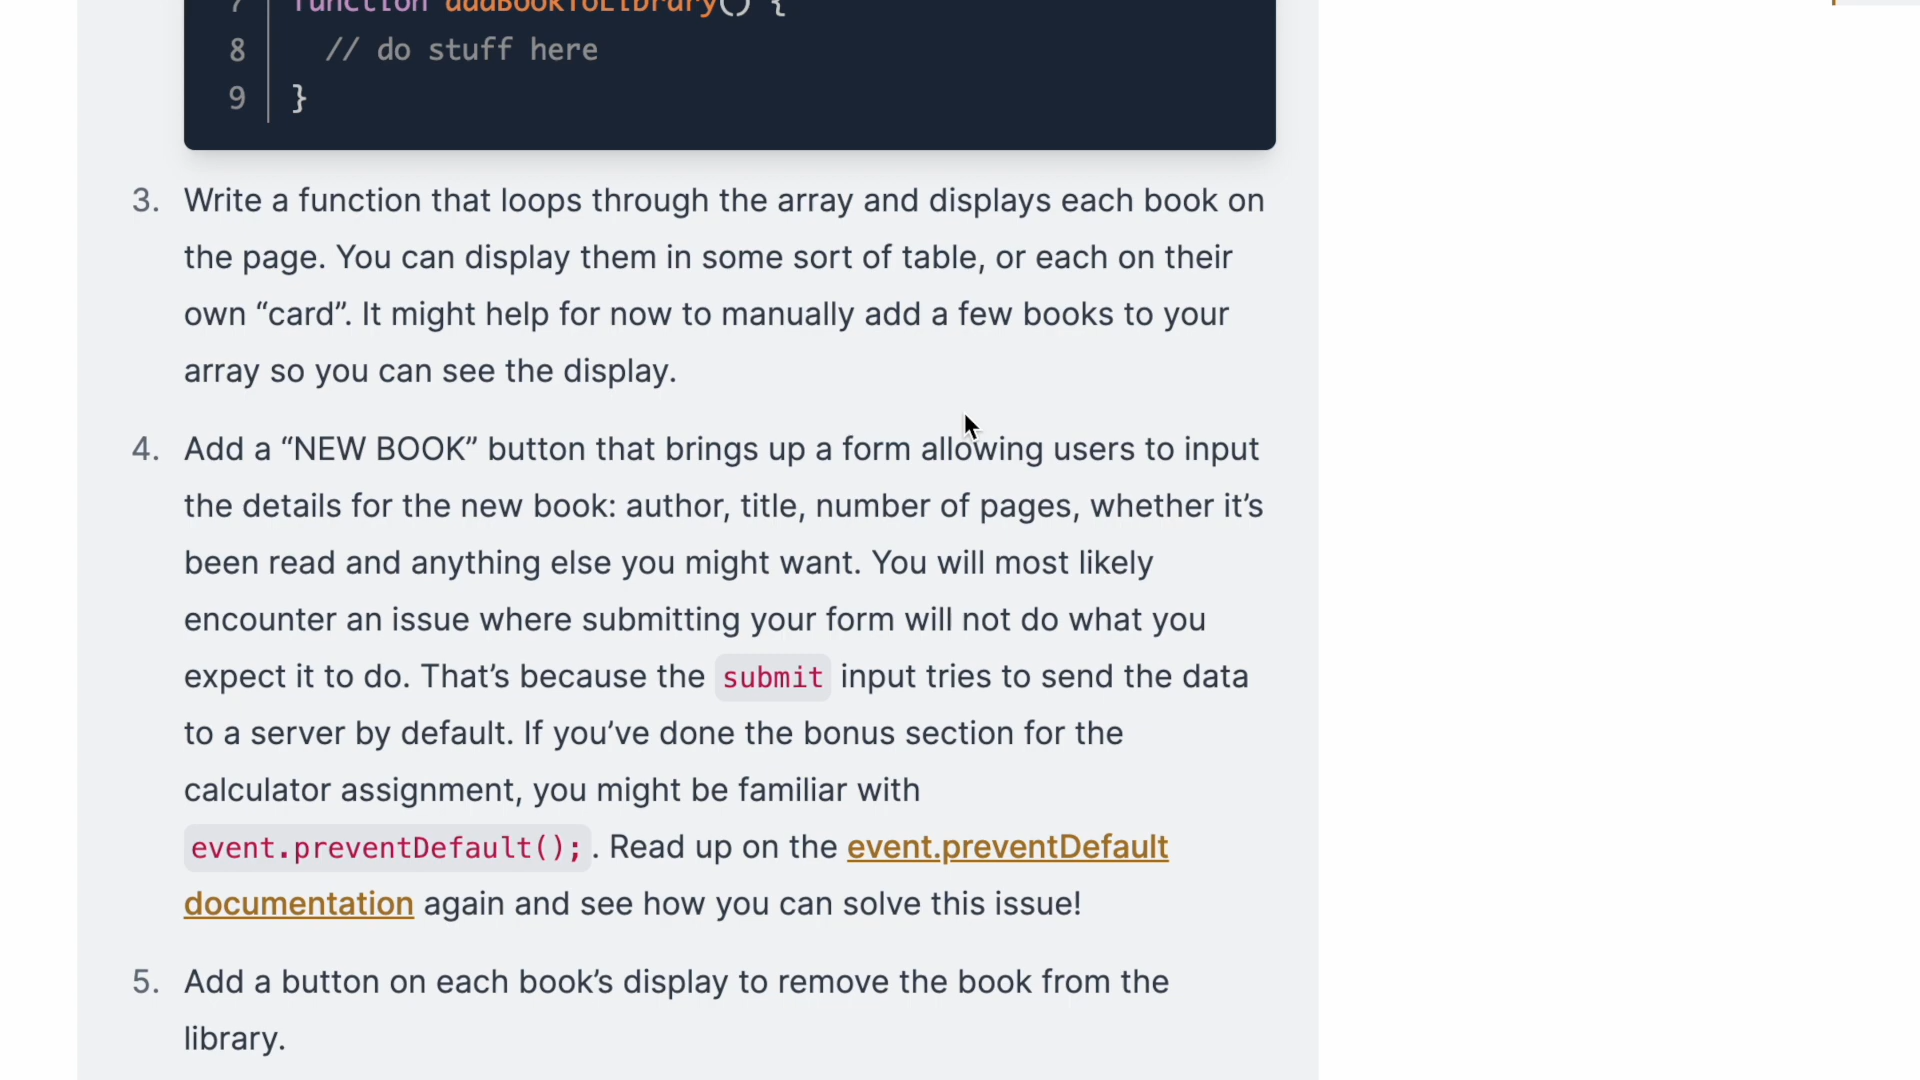 7 function addBookToLibrary() {
8 // do stuff here
9 }
3. Write a function that loops through the array and displays each book on
the page. You can display them in some sort of table, or each on their
own “card”. It might help for now to manually add a few books to your
array so you can see the display.
4. Add a “NEW BOOK” button that brings up a form allowing users to input
the details for the new book: author, title, number of pages, whether it’s
been read and anything else you might want. You will most likely
encounter an issue where submitting your form will not do what you
expect it to do. That’s because the submit input tries to send the data
to a server by default. If you’ve done the bonus section for the
calculator assignment, you might be familiar with
event.preventDefault(); . Read up on the event.preventDefault
documentation again and see how you can solve this issue!
5. Add a button on each book’s display to remove the book from the
library.